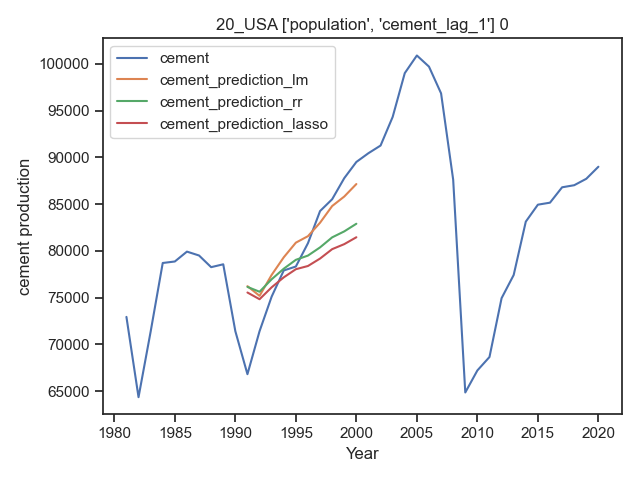 20_USA ['population', 'cement_lag_1'] 0
cement
cement_prediction_lm
cement_prediction_rr
cement_prediction_lasso
cement production
100000
95000
90000
85000
80000
75000
70000
65000
1980 1985 1990 1995 2000 2005 2010 2015 2020
Year